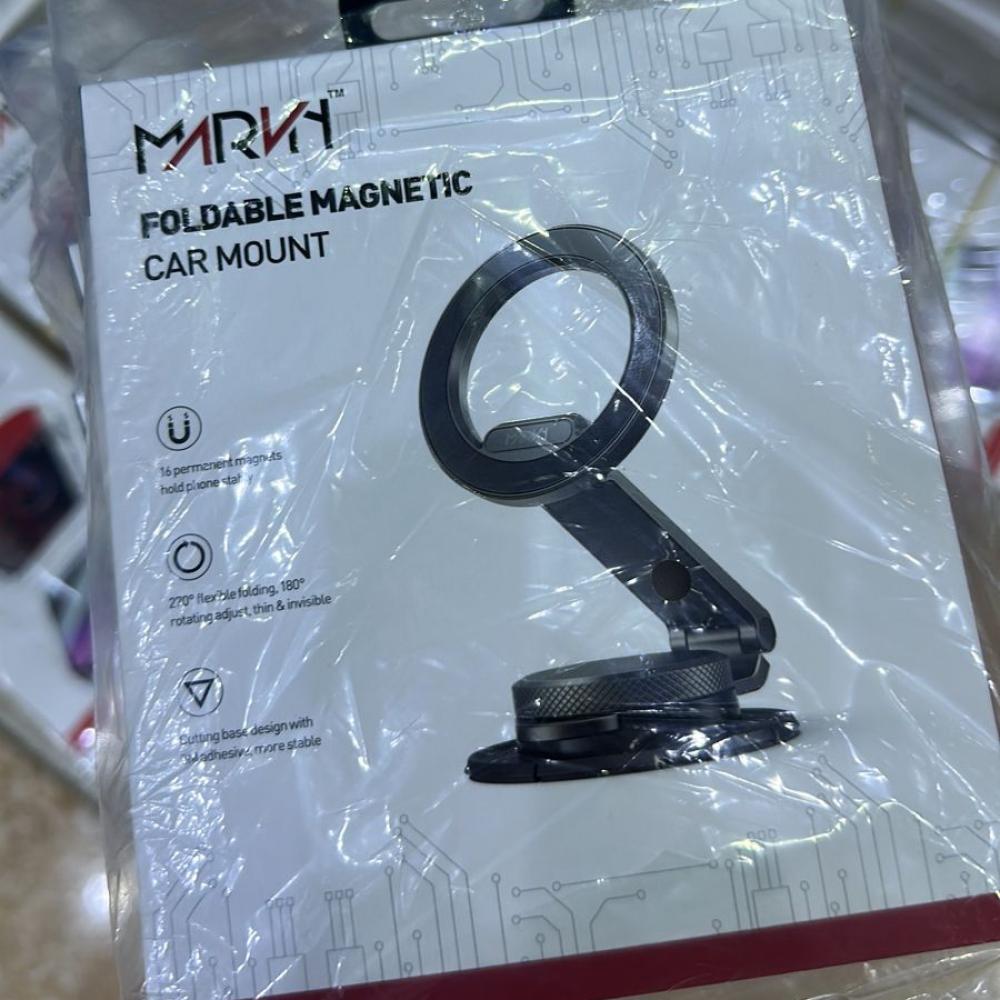 MARVH™
FOLDABLE MAGNETIC
CAR MOUNT
16 permenent magnets
hold phone
270° flexible folding, 180°
rotating adjust, thin & invisible
Cutting base design with
adhesive, more stable